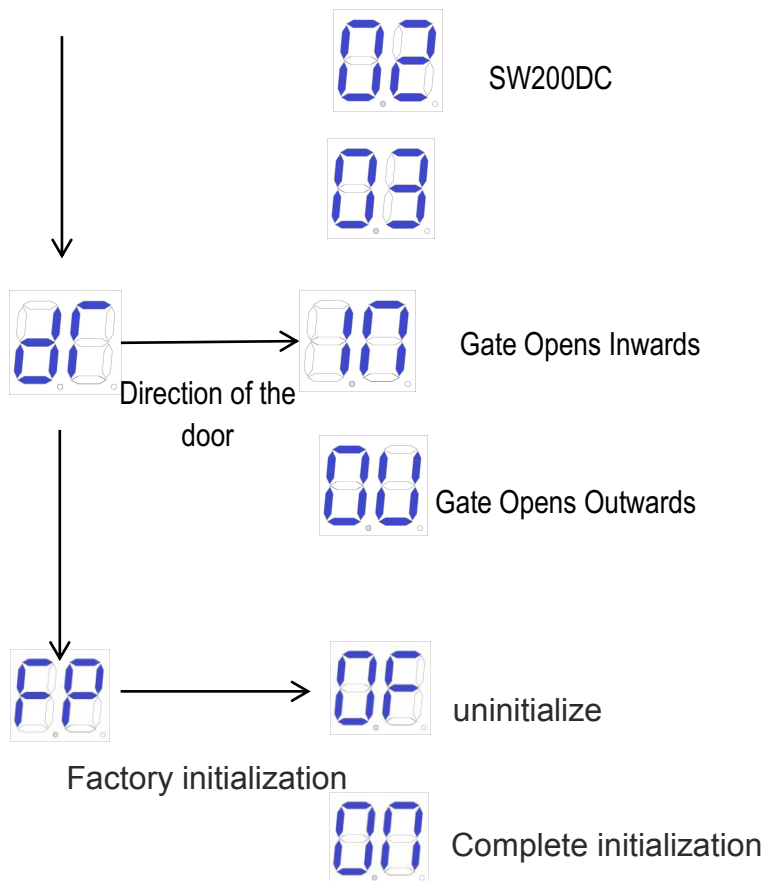 02
SW200DC
03
dr
IN
Gate Opens Inwards
Direction of the
door
OU
Gate Opens Outwards
FP
OF
uninitialize
Factory initialization
ON
Complete initialization